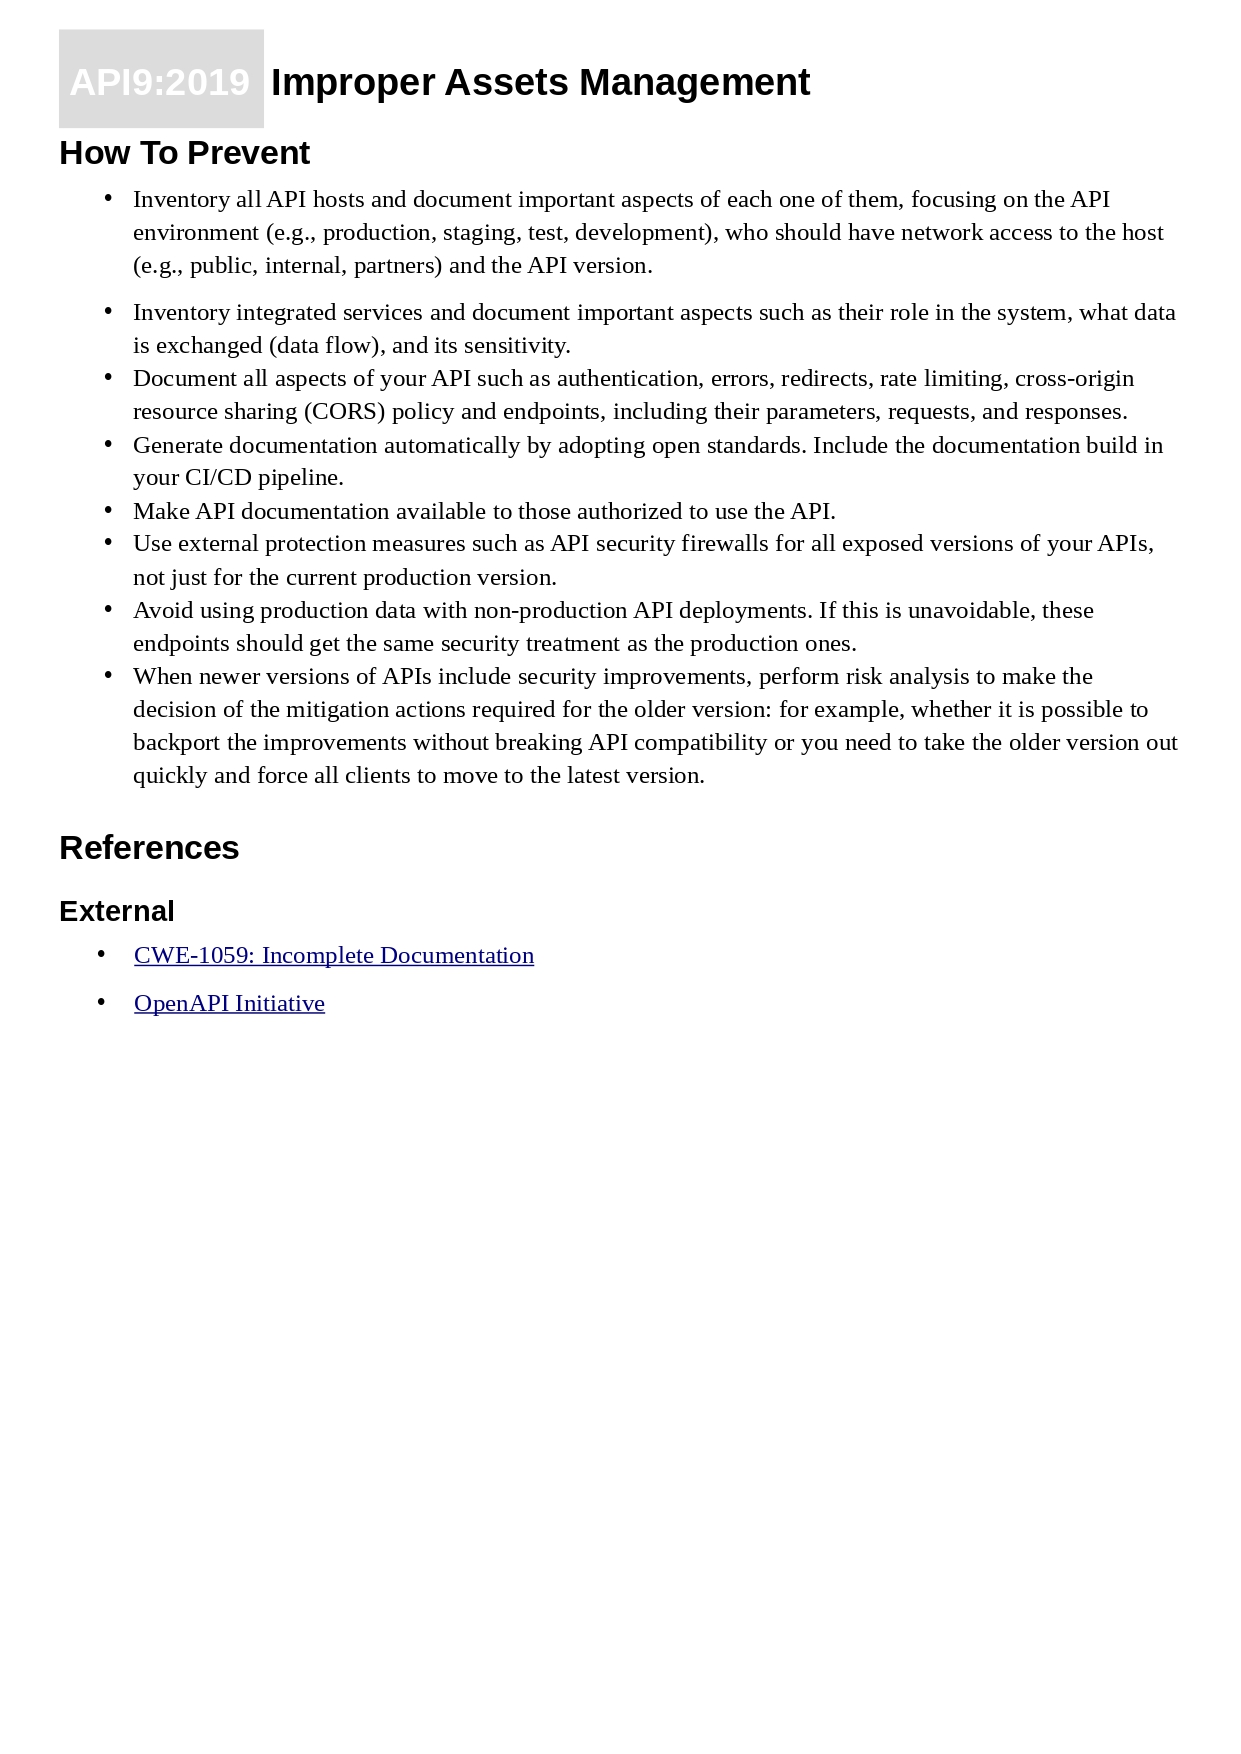 API9:2019 Improper Assets Management
How To Prevent
• Inventory all API hosts and document important aspects of each one of them, focusing on the API
environment (e.g., production, staging, test, development), who should have network access to the host
(e.g., public, internal, partners) and the API version.
• Inventory integrated services and document important aspects such as their role in the system, what data
is exchanged (data flow), and its sensitivity.
• Document all aspects of your API such as authentication, errors, redirects, rate limiting, cross-origin
resource sharing (CORS) policy and endpoints, including their parameters, requests, and responses.
• Generate documentation automatically by adopting open standards. Include the documentation build in
your CI/CD pipeline.
• Make API documentation available to those authorized to use the API.
• Use external protection measures such as API security firewalls for all exposed versions of your APIs,
not just for the current production version.
• Avoid using production data with non-production API deployments. If this is unavoidable, these
endpoints should get the same security treatment as the production ones.
• When newer versions of APIs include security improvements, perform risk analysis to make the
decision of the mitigation actions required for the older version: for example, whether it is possible to
backport the improvements without breaking API compatibility or you need to take the older version out
quickly and force all clients to move to the latest version.
References
External
• CWE-1059: Incomplete Documentation
• OpenAPI Initiative